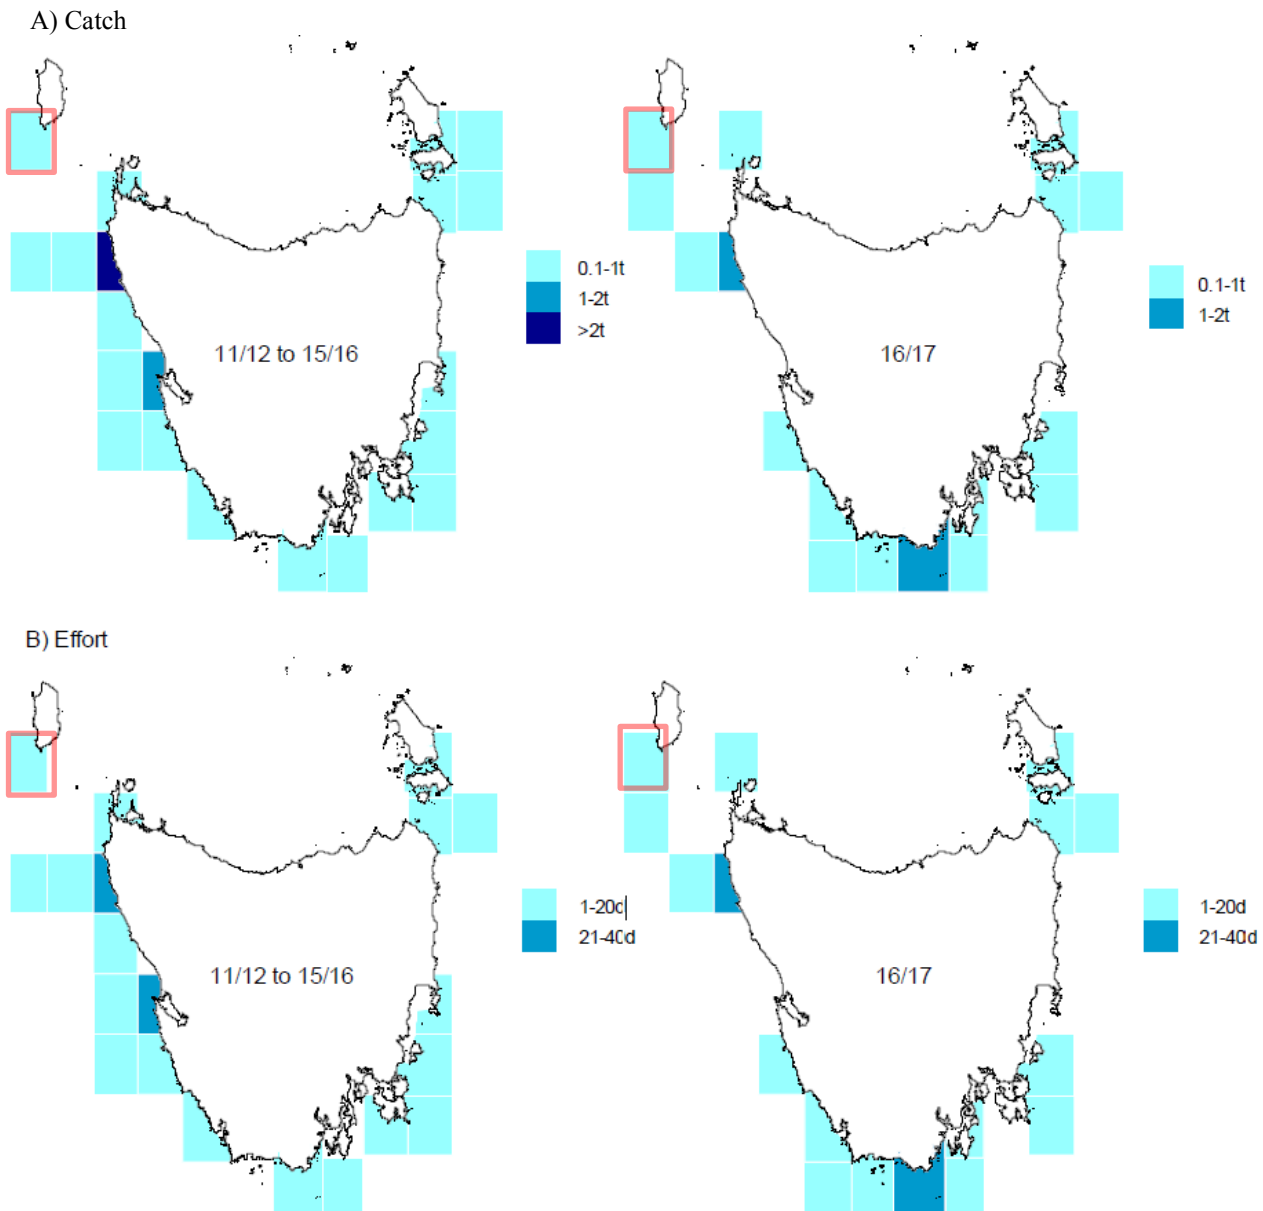 A) Catch
0.1-1t
1-2t
>2t
11/12 to 15/16
0.1-1t
1-2t
16/17
B) Effort
1-20d
21-40d
11/12 to 15/16
1-20d
21-40d
16/17